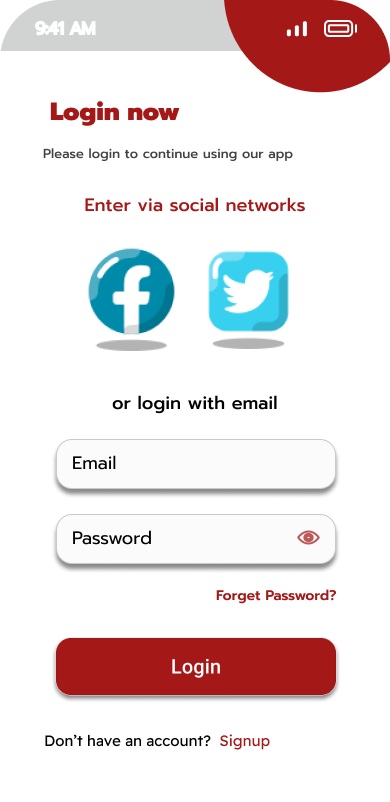 9:41 AM
Login now
Please login to continue using our app
Enter via social networks
or login with email
Email
Password
Forget Password?
Login
Don't have an account? Signup